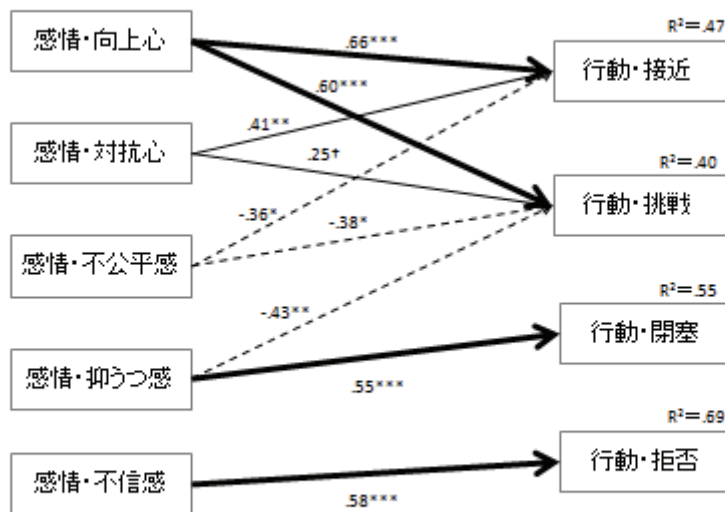 R²=.47
感情・向上心
.66***
行動・接近
.60***
.41**
感情・対抗心
.25†
R²=.40
行動・挑戦
-.36*
-.38*
感情・不公平感
R²=.55
-.43**
行動・閉塞
感情・抑うつ感
.55***
R²=.69
行動・拒否
感情・不信感
.58***